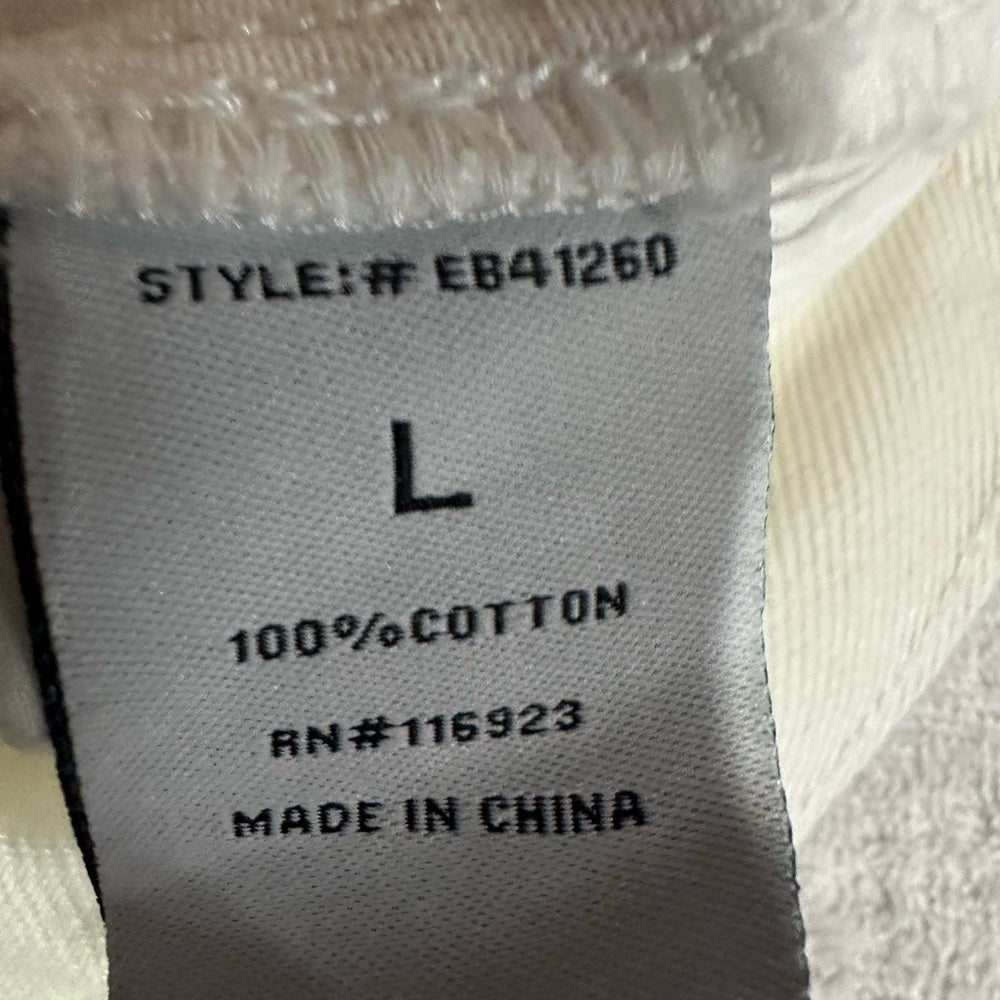 STYLE:# EB41260
L
100%COTTON
RN#116923
MADE IN CHINA